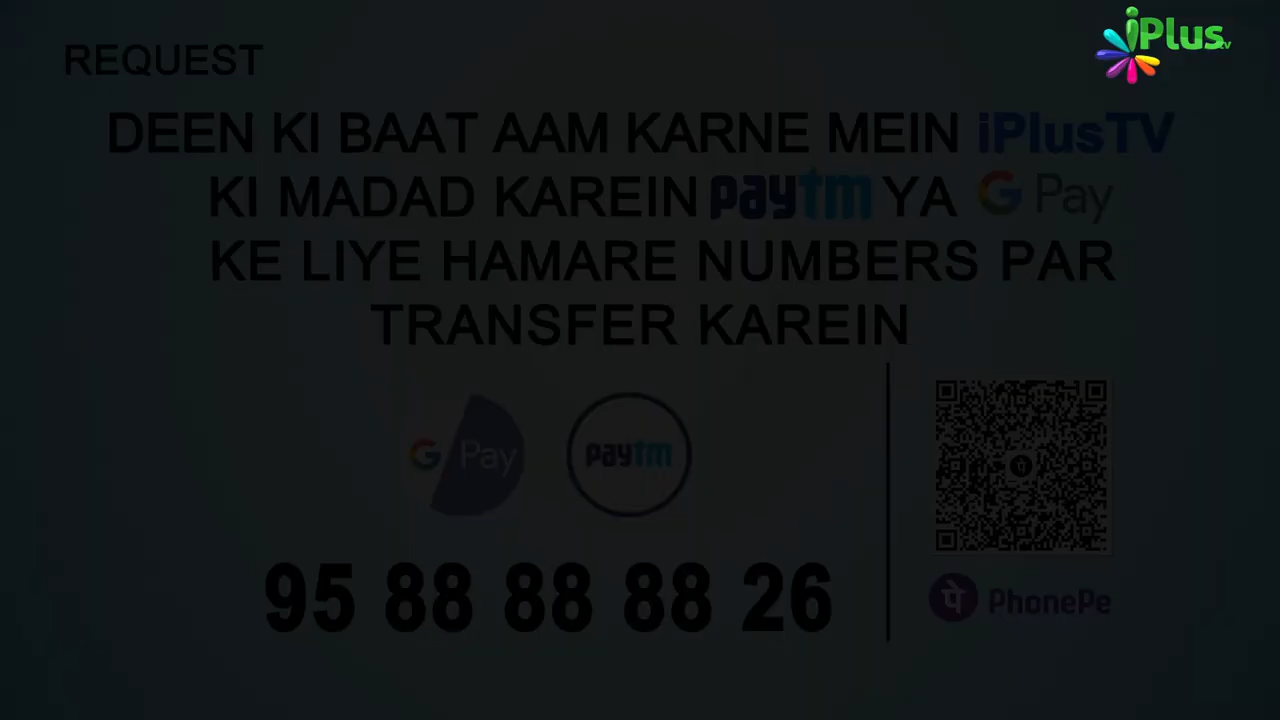 iPlus tv
REQUEST
DEEN KI BAAT AAM KARNE MEIN iPlusTV
KI MADAD KAREIN paytm YA G Pay
KE LIYE HAMARE NUMBERS PAR
TRANSFER KAREIN
G Pay paytm
95 88 88 88 26
पे PhonePe